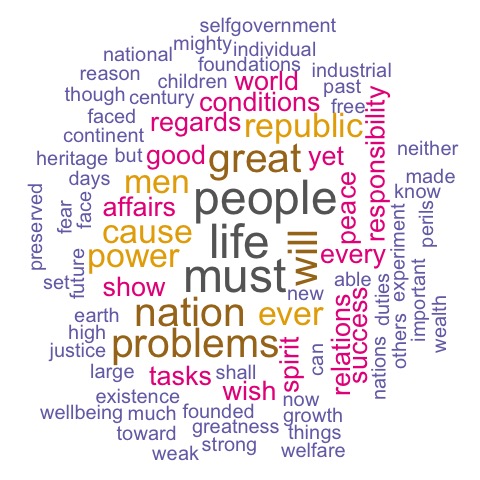 selfgovernment
mighty
national
individual
foundations
reason
children
world
industrial
though
century
conditions
past
free
faced
regards
republic
responsibility
continent
heritage
but
good
great
yet
neither
days
men
people
peace
made
know
preserved
fear
face
affairs
cause
life
will
perils
power
must
every
experiment
set
future
show
new
able
duties
important
earth
nation
ever
relations
success
others
wealth
high
problems
spirit
can
nations
justice
large
tasks
shall
wish
existence
now
wellbeing
much
founded
growth
toward
greatness
things
strong
weak
welfare